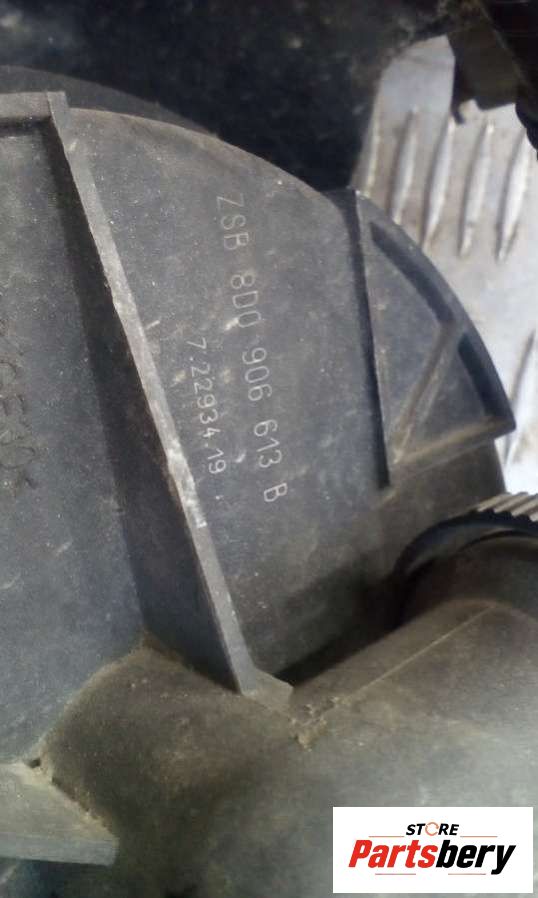 ZSB 8D0 906 613 B
7.22934.19
STORE
Partsbery